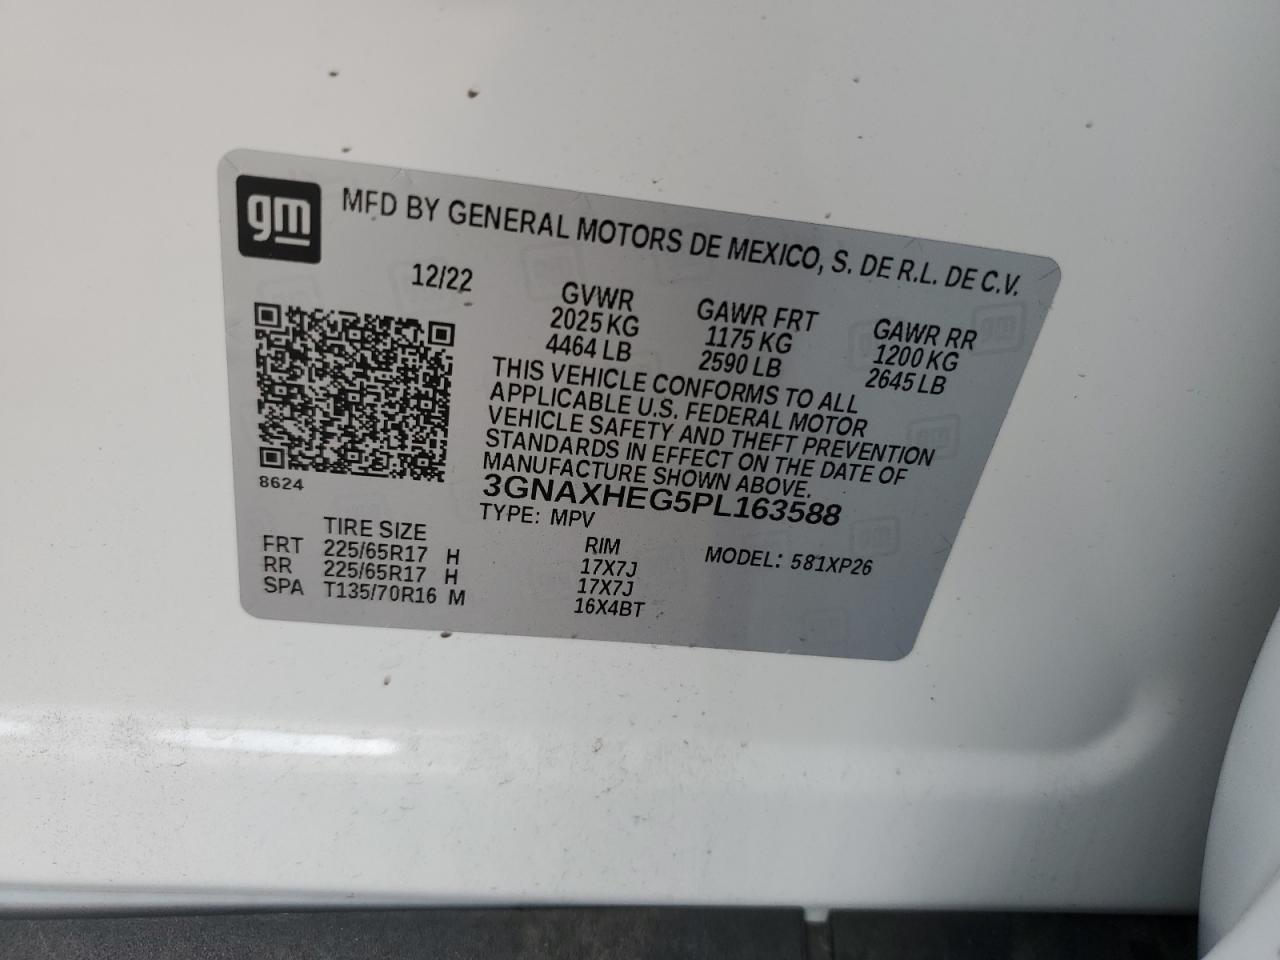 gm
MFD BY GENERAL MOTORS DE MEXICO, S. DE R.L. DE C.V.
12/22
GVWR
2025 KG
4464 LB
GAWR FRT
1175 KG
2590 LB
GAWR RR
1200 KG
2645 LB
THIS VEHICLE CONFORMS TO ALL
APPLICABLE U.S. FEDERAL MOTOR
VEHICLE SAFETY AND THEFT PREVENTION
STANDARDS IN EFFECT ON THE DATE OF
MANUFACTURE SHOWN ABOVE.
8624
3GNAXHEG5PL163588
TYPE: MPV
MODEL: 581XP26
TIRE SIZE RIM
FRT 225/65R17 H 17X7J
RR 225/65R17 H 17X7J
SPA T135/70R16 M 16X4BT